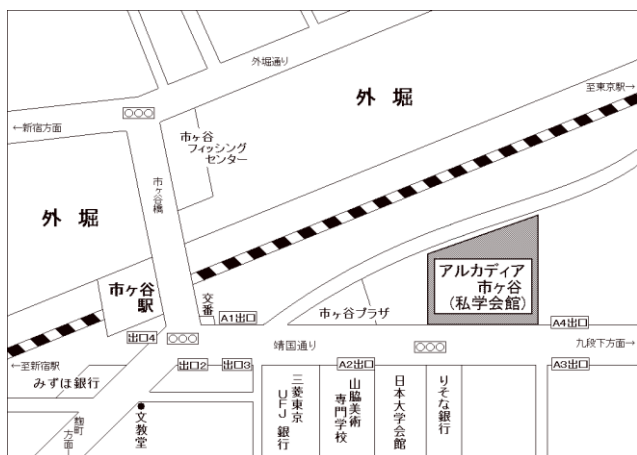 外堀通り
外 堀
至東京駅→
←新宿方面
市ヶ谷
フィッシング
センター
市ヶ谷橋
外 堀
アルカディア
市ヶ谷
(私学会館)
市ヶ谷
駅
交番
A1出口
市ヶ谷プラザ
A4出口
出口4
靖国通り
九段下方面→
←至新宿駅
出口2
出口3
A2出口
A3出口
みずほ銀行
麹町
方面→
文教堂
三菱東京
UFJ銀行
山脇美術
専門学校
日本大学会館
りそな銀行